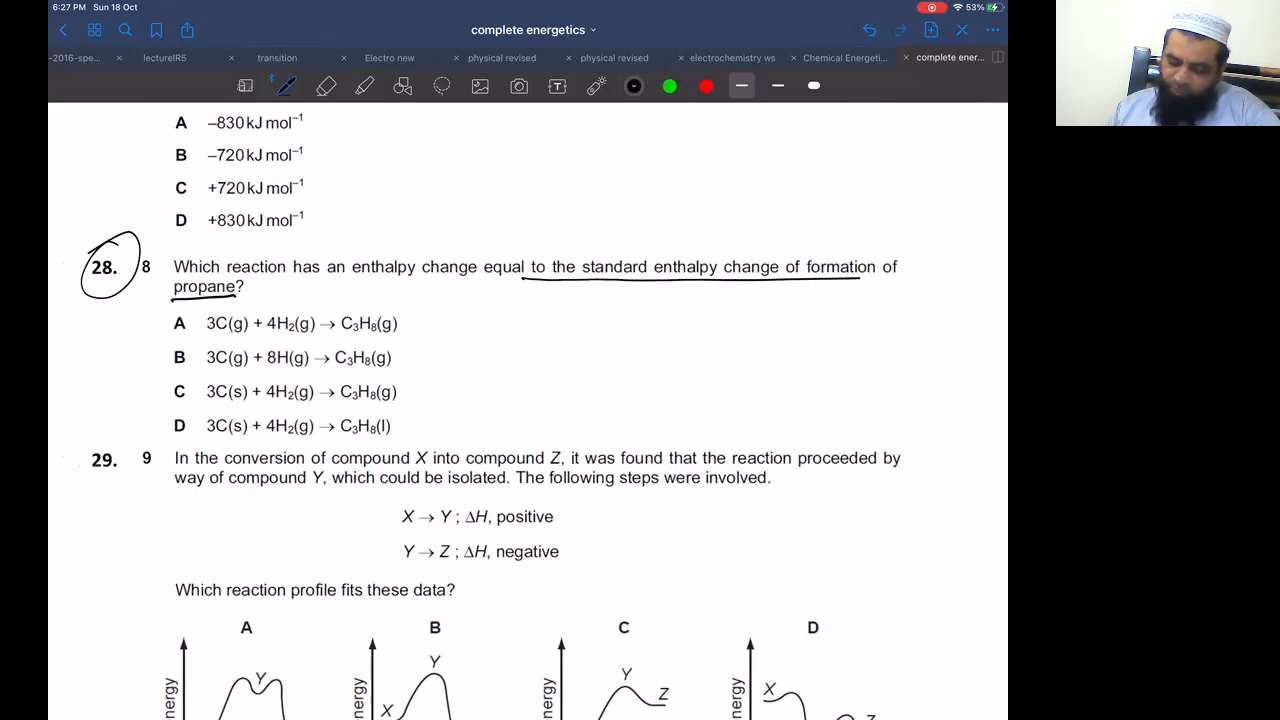 6:27 PM Sun 18 Oct
53%
complete energetics
-2016-spe...
lectureIR5
transition
Electro new
physical revised
physical revised
electrochemistry ws
Chemical Energeti...
complete ener...
A –830 kJ mol⁻¹
B –720 kJ mol⁻¹
C +720 kJ mol⁻¹
D +830 kJ mol⁻¹
28. 8 Which reaction has an enthalpy change equal to the standard enthalpy change of formation of
propane?
A 3C(g) + 4H₂(g) → C₃H₈(g)
B 3C(g) + 8H(g) → C₃H₈(g)
C 3C(s) + 4H₂(g) → C₃H₈(g)
D 3C(s) + 4H₂(g) → C₃H₈(l)
29. 9 In the conversion of compound X into compound Z, it was found that the reaction proceeded by
way of compound Y, which could be isolated. The following steps were involved.
X → Y ; ΔH, positive
Y → Z ; ΔH, negative
Which reaction profile fits these data?
A B C D
energy Y
energy X Y
energy Y Z
energy X Z